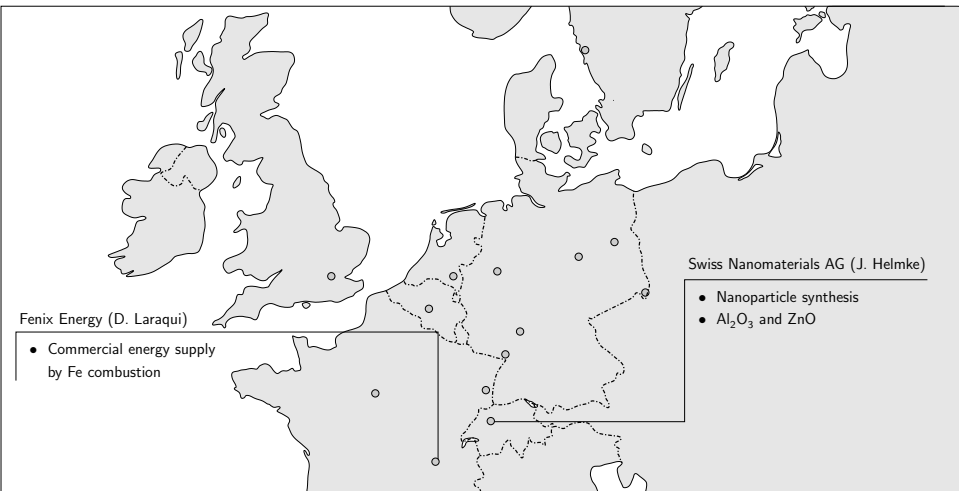 Swiss Nanomaterials AG (J. Helmke)
• Nanoparticle synthesis
• Al₂O₃ and ZnO
Fenix Energy (D. Laraqui)
• Commercial energy supply
by Fe combustion